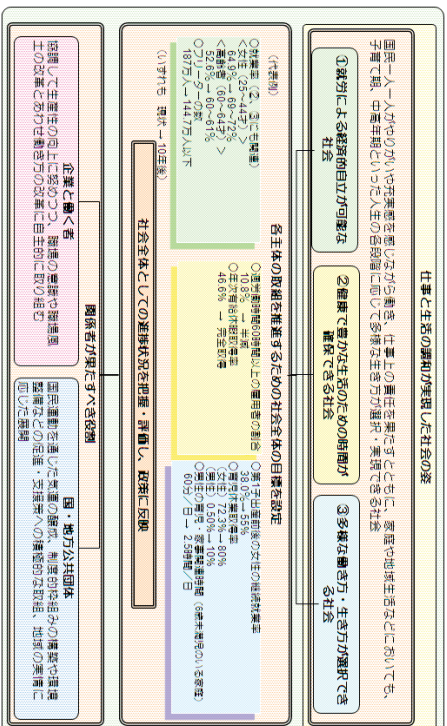 仕事と生活の調和が実現した社会の姿
国民一人一人がやりがいや充実感を感じながら働き、仕事上の責任を果たすとともに、家庭や地域生活などにおいても、
子育て期、中高年期といった人生の各段階に応じて多様な生き方が選択・実現できる社会
①就労による経済的自立が可能な
社会
②健康で豊かな生活のための時間が
確保できる社会
③多様な働き方・生き方が選択でき
る社会
各主体の取組を推進するための社会全体の目標を設定
(代表例)
○就業率(②、③にも関連)
<女性(25~44才)>
64.9% → 69~72%
<高齢者(60~64才)>
52.6% → 60~61%
○フリーターの数
187万人→ 144.7万人以下
○週労働時間60時間以上の雇用者の割合
10.8% → 半減
○年次有給休暇取得率
46.6% → 完全取得
○第1子出産前後の女性の継続就業率
38.0%→ 55%
○育児休業取得率
(女性) 72.3%→ 80%
(男性) 0.50%→ 10%
○男性の育児・家事関連時間(6歳未満児のいる家庭)
60分/日→ 2.5時間/日
(いずれも 現状→10年後)
社会全体としての進捗状況を把握・評価し、政策に反映
関係者が果たすべき役割
企業と働く者
協調して生産性の向上に努めつつ、職場の意識や職場風
土の改革とあわせ働き方の改革に自主的に取り組む
国・地方公共団体
国民運動を通じた気運の醸成、制度的枠組みの構築や環境
整備などの促進・支援策への積極的な取組、地域の実情に
応じた展開